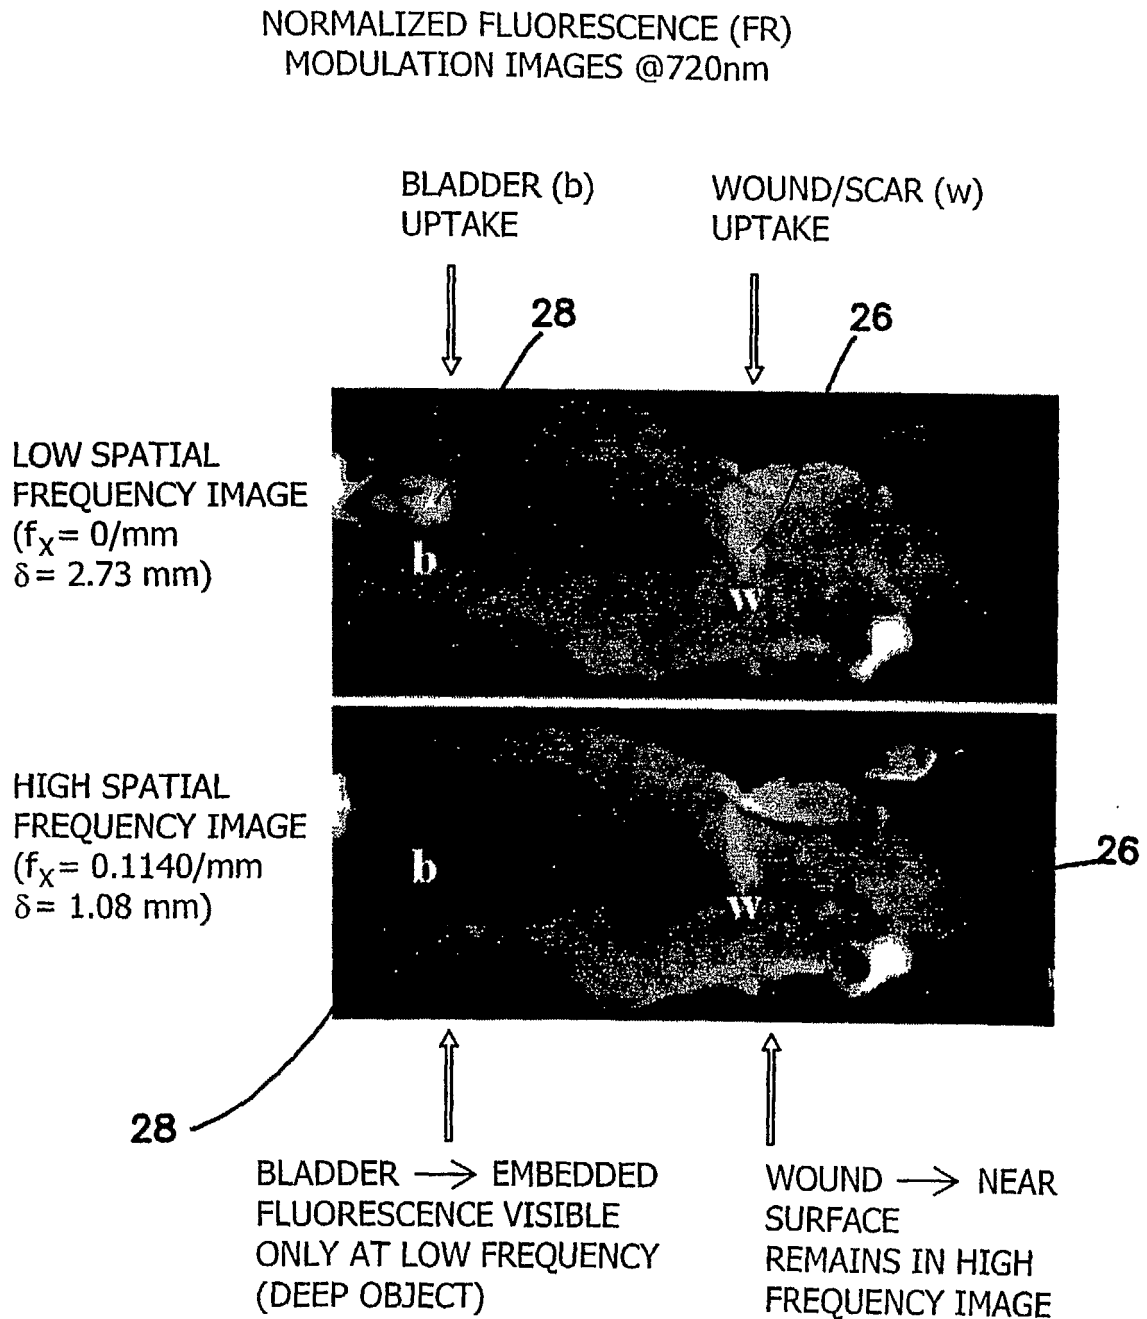 NORMALIZED FLUORESCENCE (FR)
MODULATION IMAGES @720nm
BLADDER (b)
UPTAKE
WOUND/SCAR (w)
UPTAKE
28
26
LOW SPATIAL
FREQUENCY IMAGE
(fX= 0/mm
δ= 2.73 mm)
b
w
HIGH SPATIAL
FREQUENCY IMAGE
(fX= 0.1140/mm
δ= 1.08 mm)
b
w
26
28
BLADDER → EMBEDDED
FLUORESCENCE VISIBLE
ONLY AT LOW FREQUENCY
(DEEP OBJECT)
WOUND → NEAR
SURFACE
REMAINS IN HIGH
FREQUENCY IMAGE